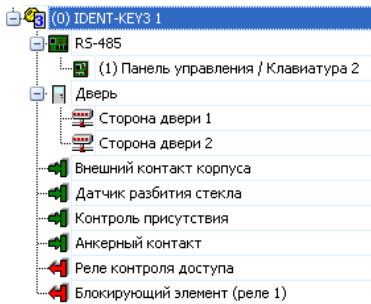 (0) IDENT-KEY3 1
RS-485
(1) Панель управления / Клавиатура 2
Дверь
Сторона двери 1
Сторона двери 2
Внешний контакт корпуса
Датчик разбития стекла
Контроль присутствия
Анкерный контакт
Реле контроля доступа
Блокирующий элемент (реле 1)